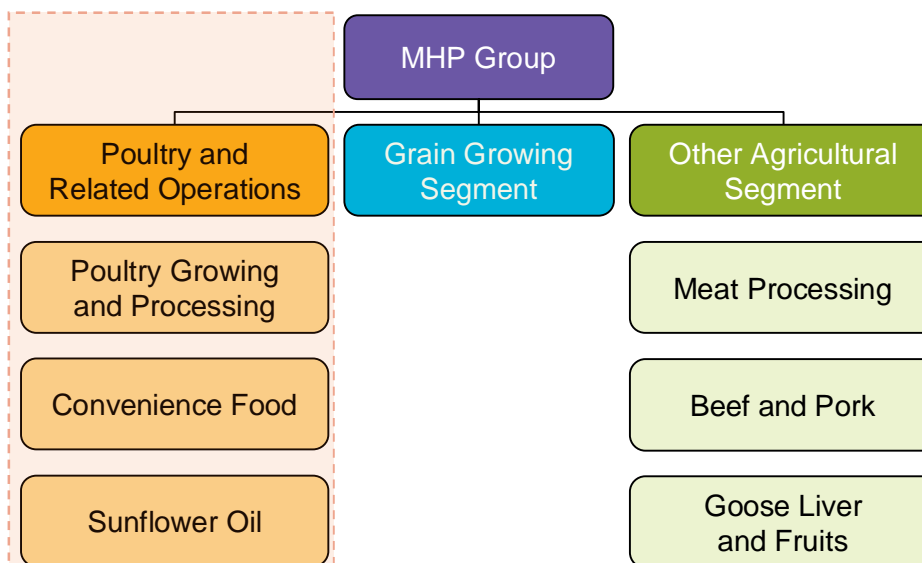 MHP Group
Poultry and
Related Operations
Grain Growing
Segment
Other Agricultural
Segment
Poultry Growing
and Processing
Meat Processing
Convenience Food
Beef and Pork
Sunflower Oil
Goose Liver
and Fruits